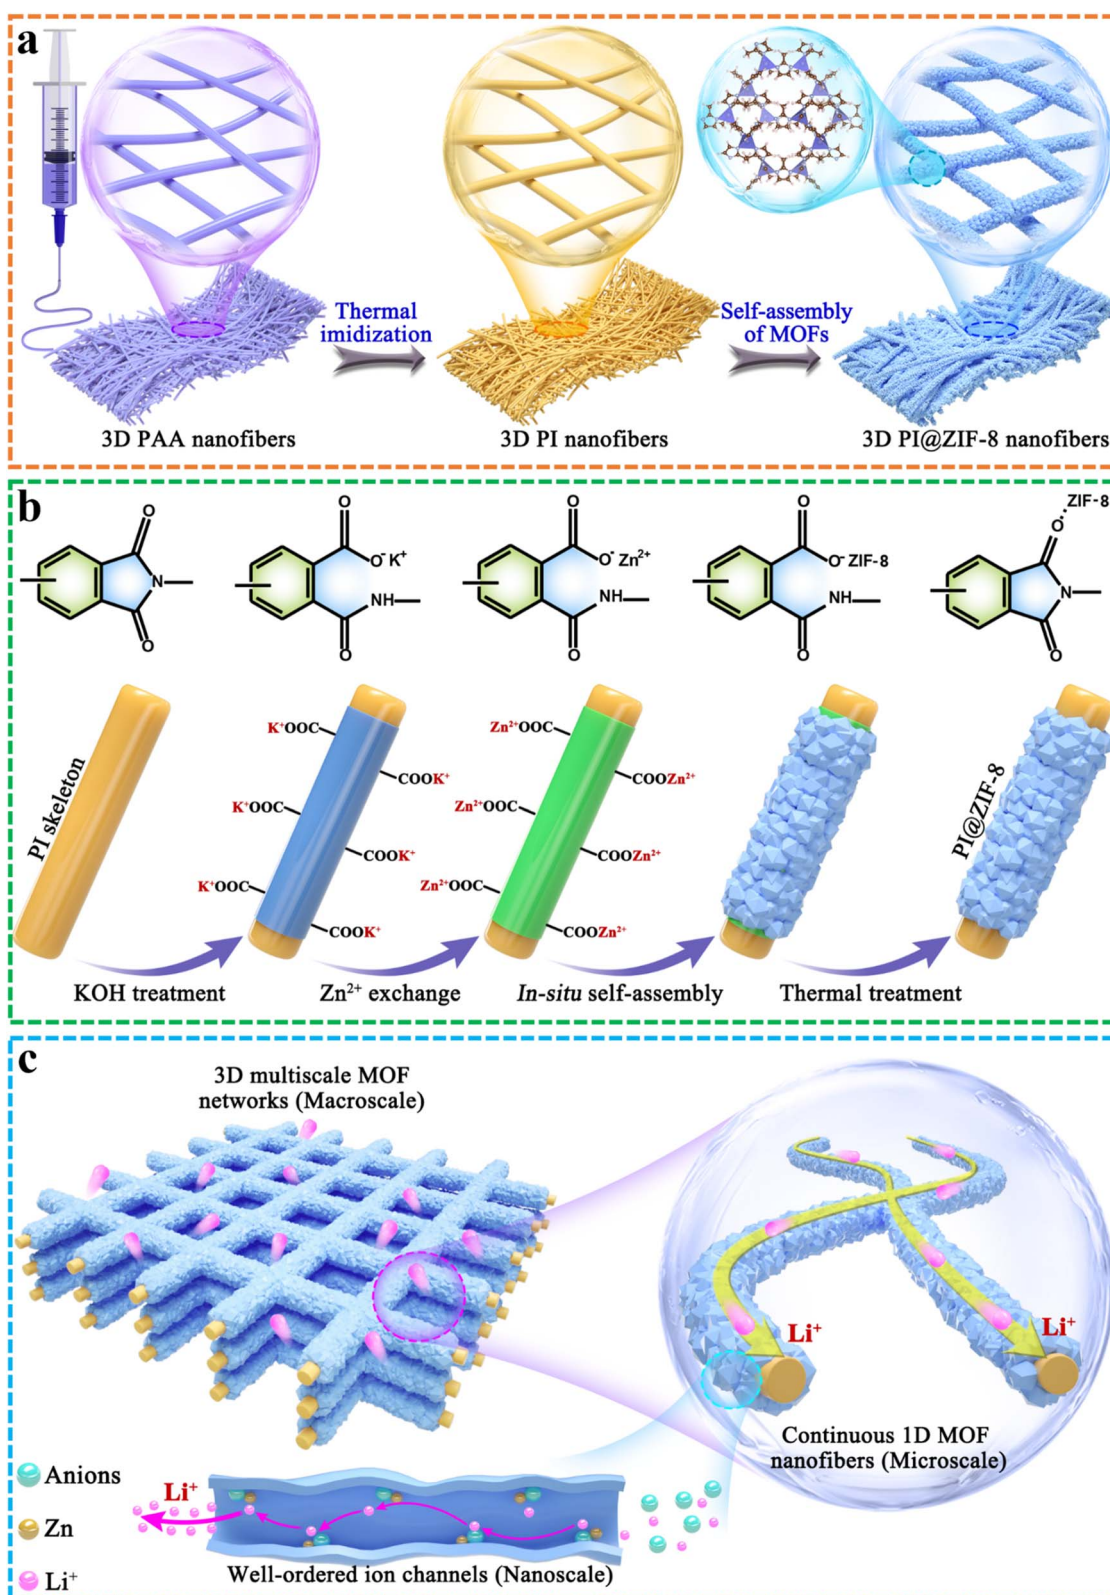 a
Thermal
imidization
Self-assembly
of MOFs
3D PAA nanofibers
3D PI nanofibers
3D PI@ZIF-8 nanofibers
b
O
N
O
O
O⁻ K⁺
NH
O
O
O⁻ Zn²⁺
NH
O
O
O⁻ ZIF-8
NH
O
ZIF-8
O
N
O
PI skeleton
K⁺OOC
COOK⁺
K⁺OOC
COOK⁺
K⁺OOC
COOK⁺
Zn²⁺OOC
COOZn²⁺
Zn²⁺OOC
COOZn²⁺
Zn²⁺OOC
COOZn²⁺
PI@ZIF-8
KOH treatment
Zn²⁺ exchange
In-situ self-assembly
Thermal treatment
c
3D multiscale MOF
networks (Macroscale)
Li⁺
Li⁺
Continuous 1D MOF
nanofibers (Microscale)
Anions
Zn
Li⁺
Li⁺
Well-ordered ion channels (Nanoscale)